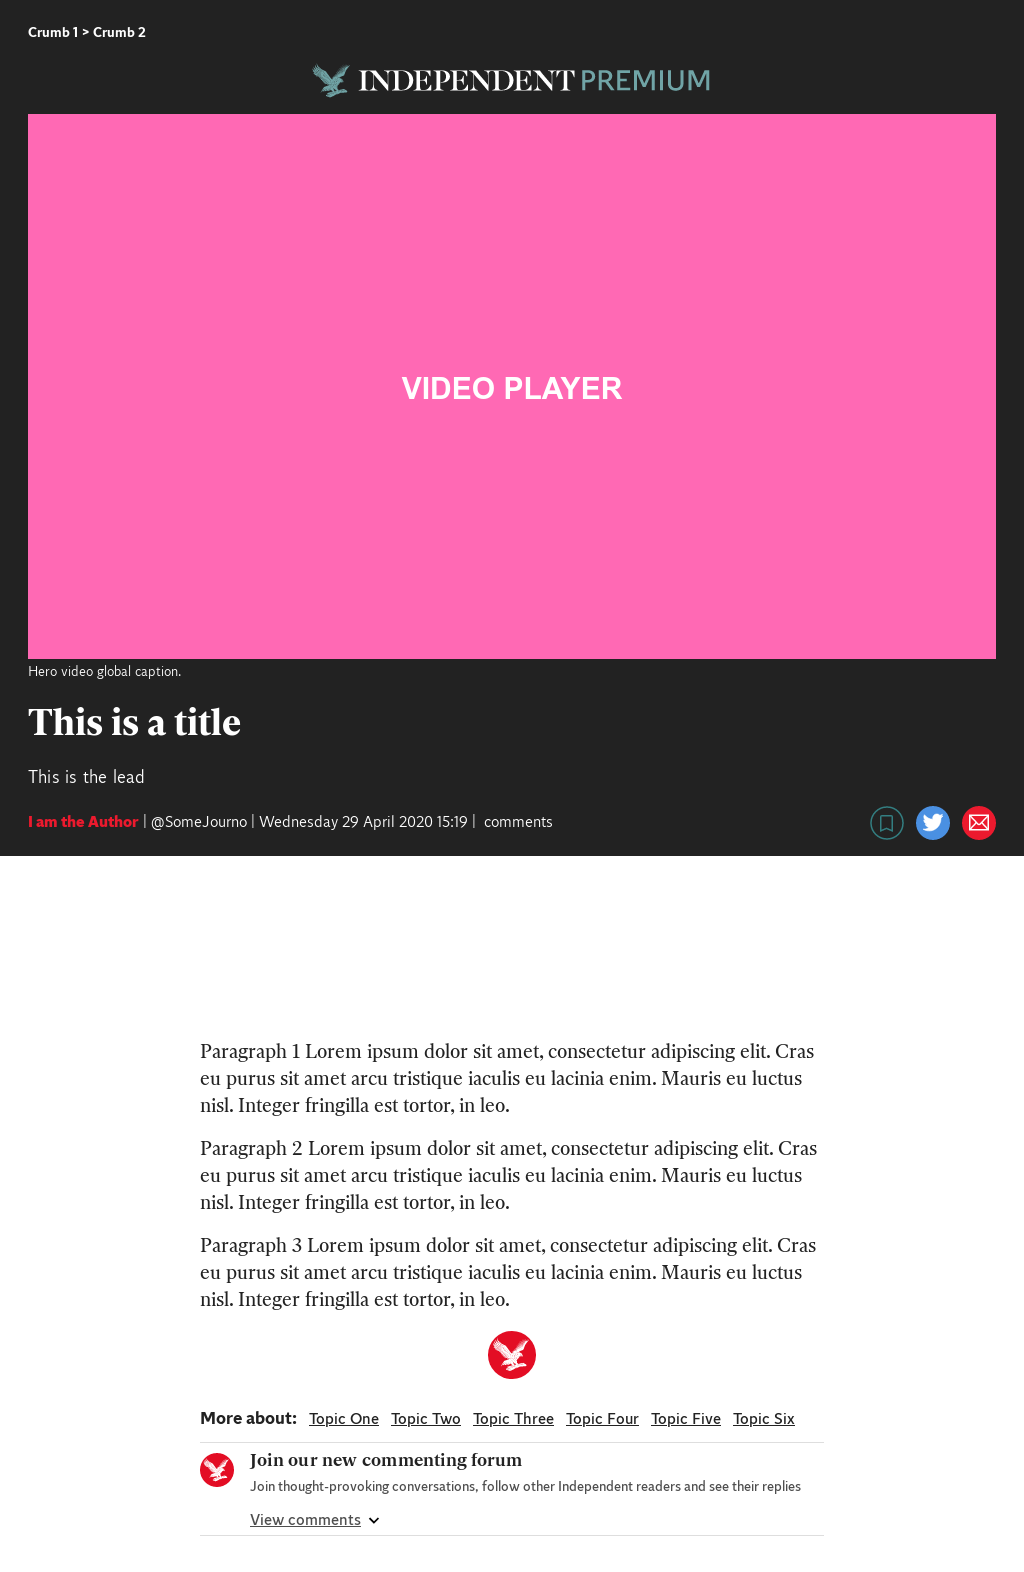 Crumb 1 > Crumb 2
INDEPENDENT PREMIUM
VIDEO PLAYER
Hero video global caption.
This is a title
This is the lead
I am the Author | @SomeJourno | Wednesday 29 April 2020 15:19 | comments
Paragraph 1 Lorem ipsum dolor sit amet, consectetur adipiscing elit. Cras
eu purus sit amet arcu tristique iaculis eu lacinia enim. Mauris eu luctus
nisl. Integer fringilla est tortor, in leo.
Paragraph 2 Lorem ipsum dolor sit amet, consectetur adipiscing elit. Cras
eu purus sit amet arcu tristique iaculis eu lacinia enim. Mauris eu luctus
nisl. Integer fringilla est tortor, in leo.
Paragraph 3 Lorem ipsum dolor sit amet, consectetur adipiscing elit. Cras
eu purus sit amet arcu tristique iaculis eu lacinia enim. Mauris eu luctus
nisl. Integer fringilla est tortor, in leo.
More about: Topic One Topic Two Topic Three Topic Four Topic Five Topic Six
Join our new commenting forum
Join thought-provoking conversations, follow other Independent readers and see their replies
View comments